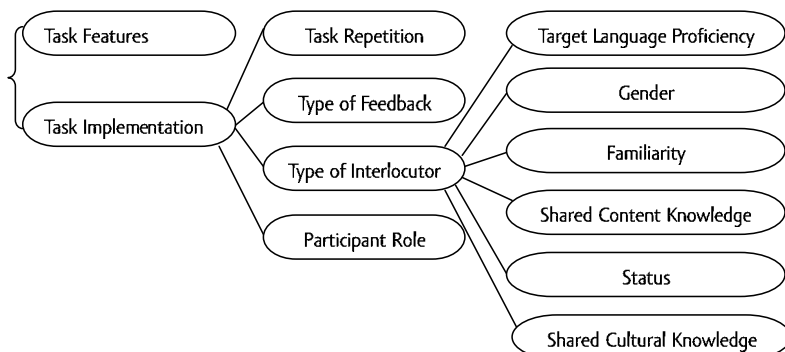 Task Features
Task Implementation
Task Repetition
Type of Feedback
Type of Interlocutor
Participant Role
Target Language Proficiency
Gender
Familiarity
Shared Content Knowledge
Status
Shared Cultural Knowledge